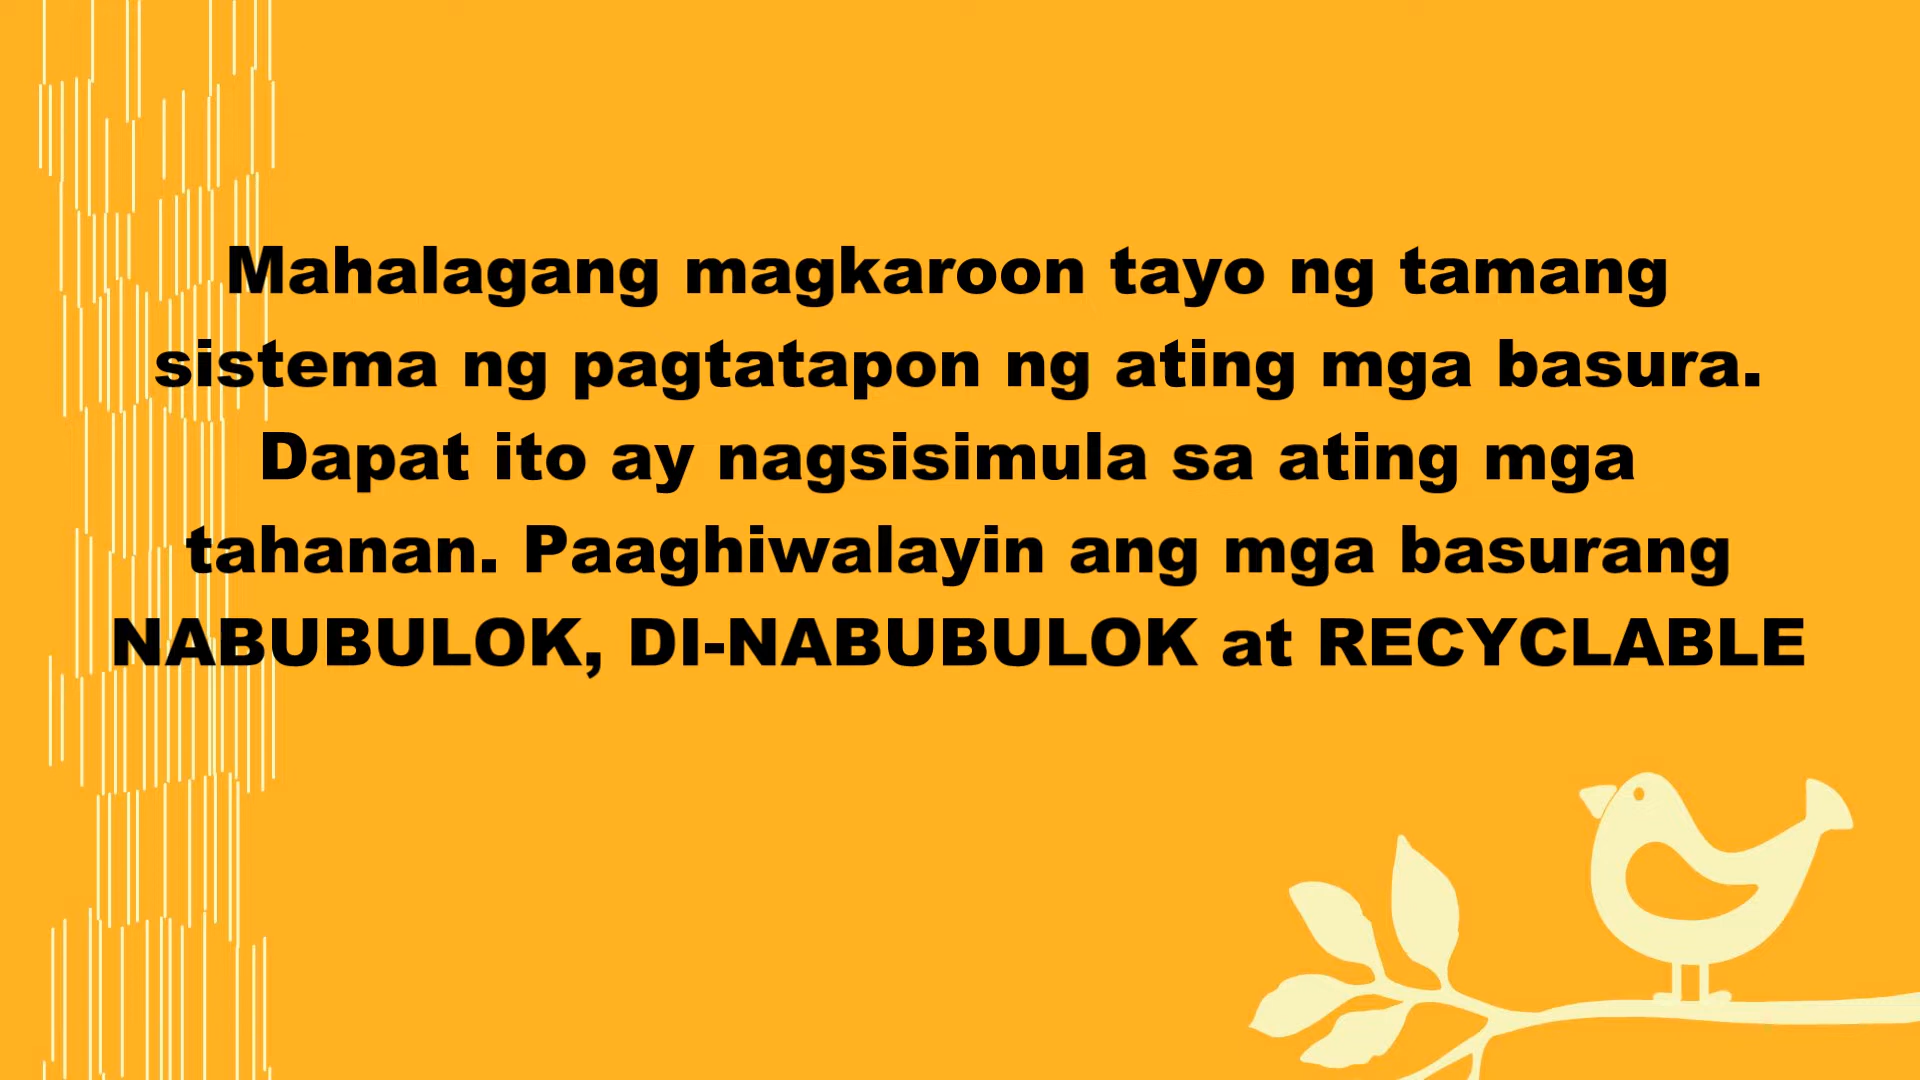 Mahalagang magkaroon tayo ng tamang
sistema ng pagtatapon ng ating mga basura.
Dapat ito ay nagsisimula sa ating mga
tahanan. Paaghiwalayin ang mga basurang
NABUBULOK, DI-NABUBULOK at RECYCLABLE